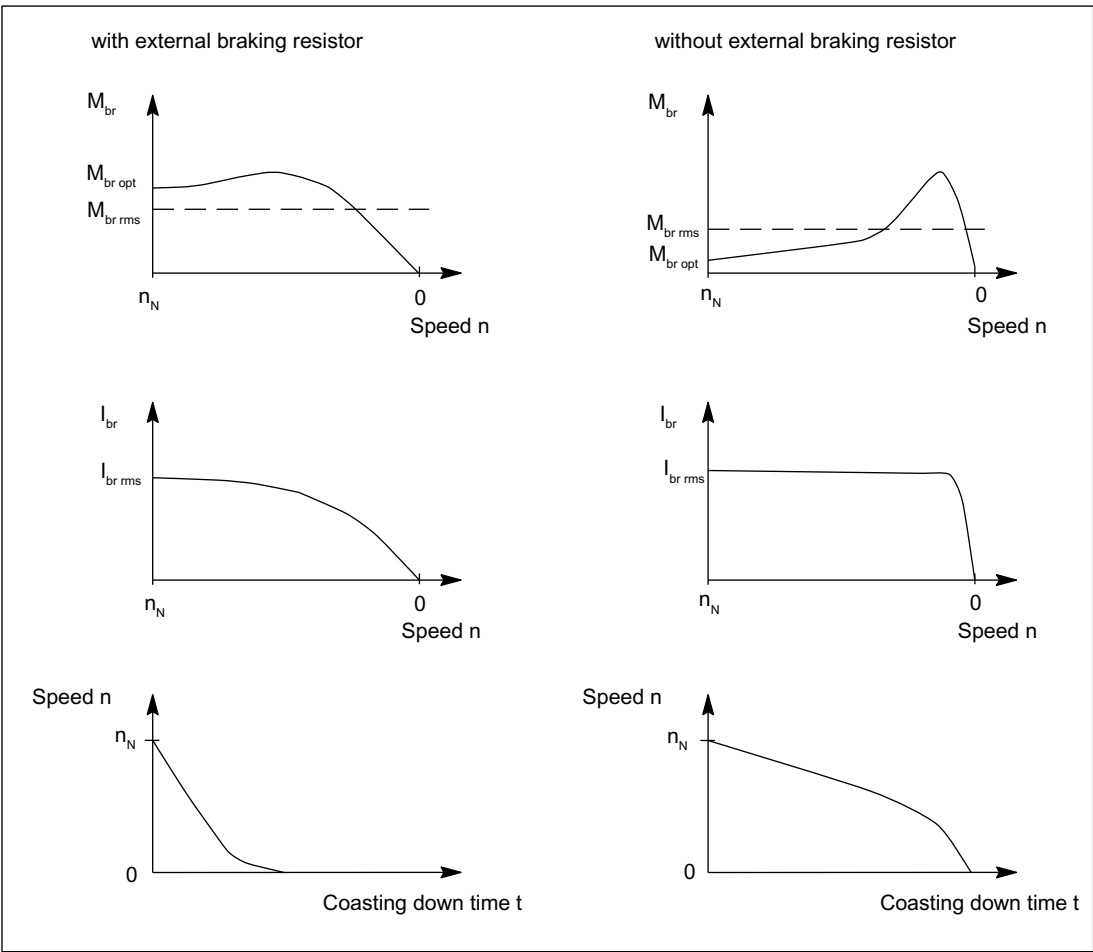 with external braking resistor
M_br
M_br opt
M_br rms
n_N
0
Speed n
without external braking resistor
M_br
M_br rms
M_br opt
n_N
0
Speed n
I_br
I_br rms
n_N
0
Speed n
I_br
I_br rms
n_N
0
Speed n
Speed n
n_N
0
Coasting down time t
Speed n
n_N
0
Coasting down time t